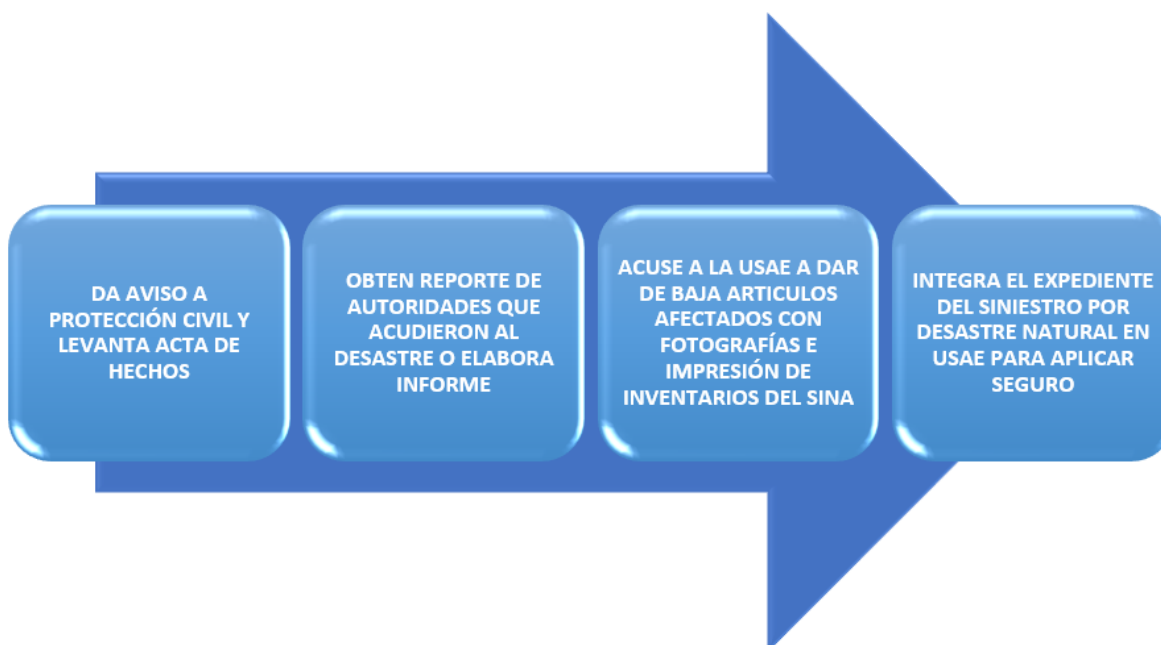 DA AVISO A
PROTECCIÓN CIVIL Y
LEVANTA ACTA DE
HECHOS
OBTEN REPORTE DE
AUTORIDADES QUE
ACUDIERON AL
DESASTRE O ELABORA
INFORME
ACUSE A LA USAE A DAR
DE BAJA ARTICULOS
AFECTADOS CON
FOTOGRAFÍAS E
IMPRESIÓN DE
INVENTARIOS DEL SINA
INTEGRA EL EXPEDIENTE
DEL SINIESTRO POR
DESASTRE NATURAL EN
USAE PARA APLICAR
SEGURO